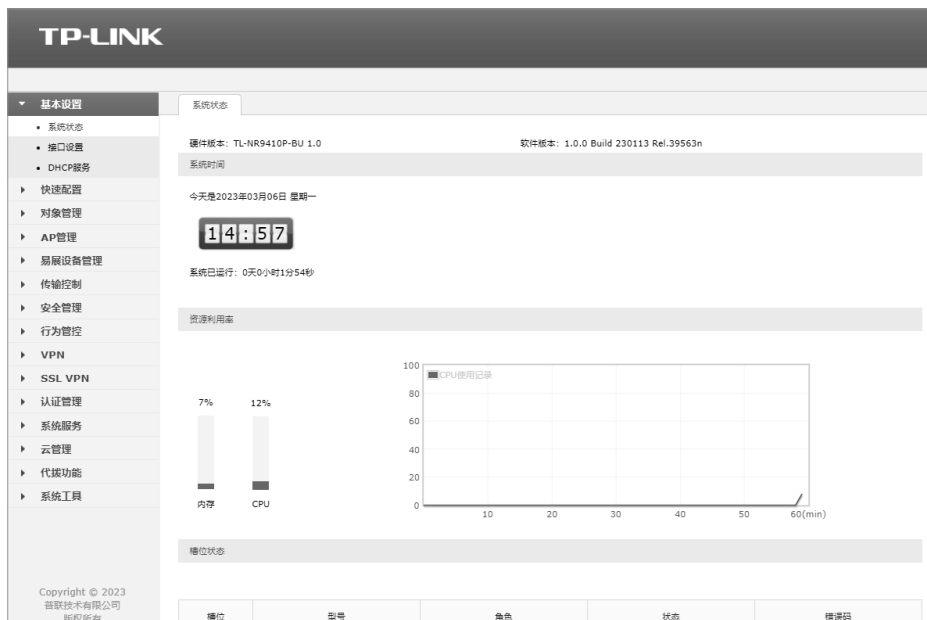 TP-LINK
基本设置
系统状态
接口设置
DHCP服务
快速配置
对象管理
AP管理
易展设备管理
传输控制
安全管理
行为管控
VPN
SSL VPN
认证管理
系统服务
云管理
代拨功能
系统工具
Copyright © 2023
普联技术有限公司
版权所有
系统状态
硬件版本: TL-NR9410P-BU 1.0 软件版本: 1.0.0 Build 230113 Rel.39563n
系统时间
今天是2023年03月06日 星期一
14:57
系统已运行: 0天0小时1分54秒
资源利用率
7% 12%
内存 CPU
CPU使用记录
100
80
60
40
20
0
10 20 30 40 50 60(min)
槽位状态
槽位 型号 角色 状态 错误码